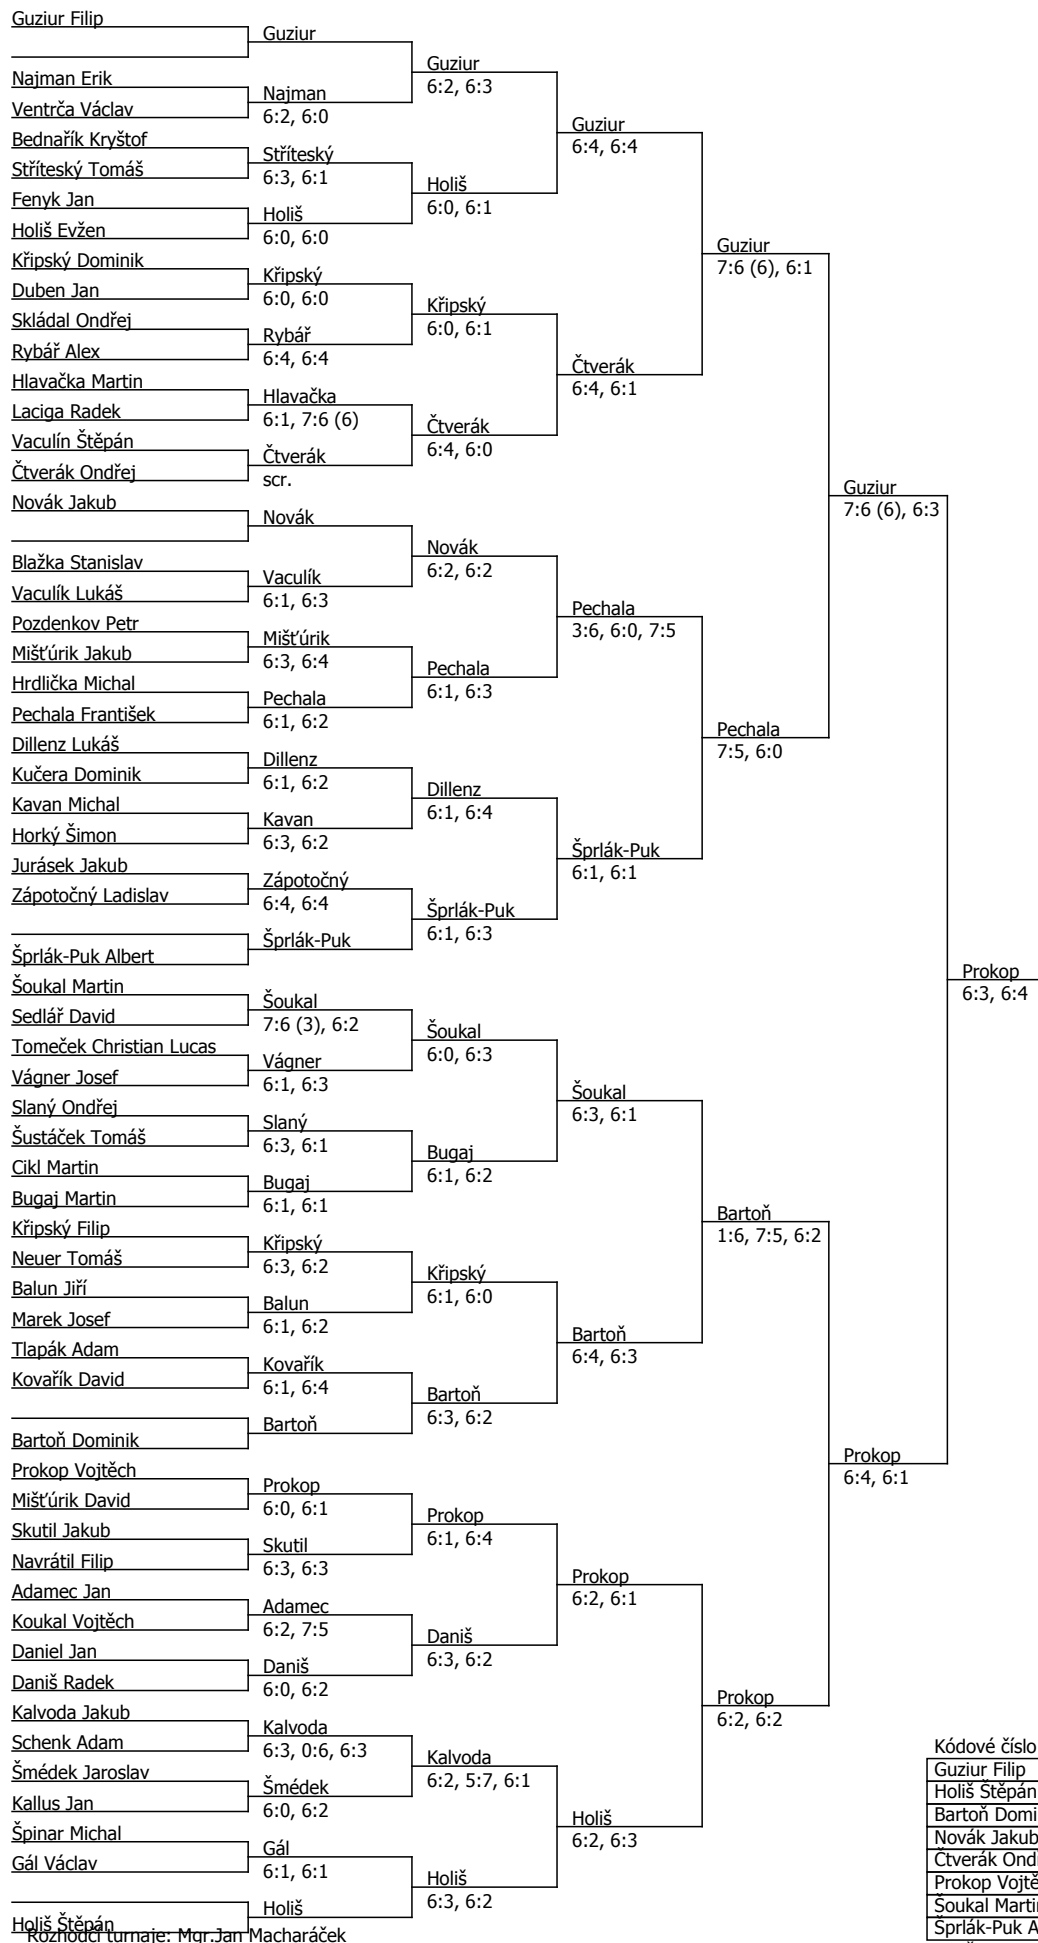 Guziur Filip
Najman Erik
Ventrča Václav
Bednařík Kryštof
Stříteský Tomáš
Fenyk Jan
Holiš Evžen
Křipský Dominik
Duben Jan
Skládal Ondřej
Rybář Alex
Hlavačka Martin
Laciga Radek
Vaculín Štěpán
Čtverák Ondřej
Novák Jakub
Blažka Stanislav
Vaculík Lukáš
Pozdenkov Petr
Mišťúrik Jakub
Hrdlička Michal
Pechala František
Dillenz Lukáš
Kučera Dominik
Kavan Michal
Horký Šimon
Jurásek Jakub
Zápotočný Ladislav
Šprlák-Puk Albert
Šoukal Martin
Sedlář David
Tomeček Christian Lucas
Vágner Josef
Slaný Ondřej
Šustáček Tomáš
Cikl Martin
Bugaj Martin
Křipský Filip
Neuer Tomáš
Balun Jiří
Marek Josef
Tlapák Adam
Kovařík David
Bartoň Dominik
Prokop Vojtěch
Mišťúrik David
Skutil Jakub
Navrátil Filip
Adamec Jan
Koukal Vojtěch
Daniel Jan
Daniš Radek
Kalvoda Jakub
Schenk Adam
Šmédek Jaroslav
Kallus Jan
Špinar Michal
Gál Václav
Holiš Štěpán
Rozhodčí turnaje: Mgr.Jan Macharáček
Guziur
Najman
6:2, 6:0
Stříteský
6:3, 6:1
Holiš
6:0, 6:0
Křipský
6:0, 6:0
Rybář
6:4, 6:4
Hlavačka
6:1, 7:6 (6)
Čtverák
scr.
Novák
Vaculík
6:1, 6:3
Mišťúrik
6:3, 6:4
Pechala
6:1, 6:2
Dillenz
6:1, 6:2
Kavan
6:3, 6:2
Zápotočný
6:4, 6:4
Šprlák-Puk
Šoukal
7:6 (3), 6:2
Vágner
6:1, 6:3
Slaný
6:3, 6:1
Bugaj
6:1, 6:1
Křipský
6:3, 6:2
Balun
6:1, 6:2
Kovařík
6:1, 6:4
Bartoň
Prokop
6:0, 6:1
Skutil
6:3, 6:3
Adamec
6:2, 7:5
Daniš
6:0, 6:2
Kalvoda
6:3, 0:6, 6:3
Šmédek
6:0, 6:2
Gál
6:1, 6:1
Holiš
Guziur
6:2, 6:3
Holiš
6:0, 6:1
Křipský
6:0, 6:1
Čtverák
6:4, 6:0
Novák
6:2, 6:2
Pechala
6:1, 6:3
Dillenz
6:1, 6:4
Šprlák-Puk
6:1, 6:3
Šoukal
6:0, 6:3
Bugaj
6:1, 6:2
Křipský
6:1, 6:0
Bartoň
6:3, 6:2
Prokop
6:1, 6:4
Daniš
6:3, 6:2
Kalvoda
6:2, 5:7, 6:1
Holiš
6:3, 6:2
Guziur
6:4, 6:4
Čtverák
6:4, 6:1
Pechala
3:6, 6:0, 7:5
Šprlák-Puk
6:1, 6:1
Šoukal
6:3, 6:1
Bartoň
6:4, 6:3
Prokop
6:2, 6:1
Holiš
6:2, 6:3
Guziur
7:6 (6), 6:1
Pechala
7:5, 6:0
Bartoň
1:6, 7:5, 6:2
Prokop
6:2, 6:2
Guziur
7:6 (6), 6:3
Prokop
6:4, 6:1
Prokop
6:3, 6:4
Kódové číslo
Guziur Filip
Holiš Štěpán
Bartoň Domi
Novák Jakub
Čtverák Ond
Prokop Vojtě
Šoukal Marti
Šprlák-Puk A